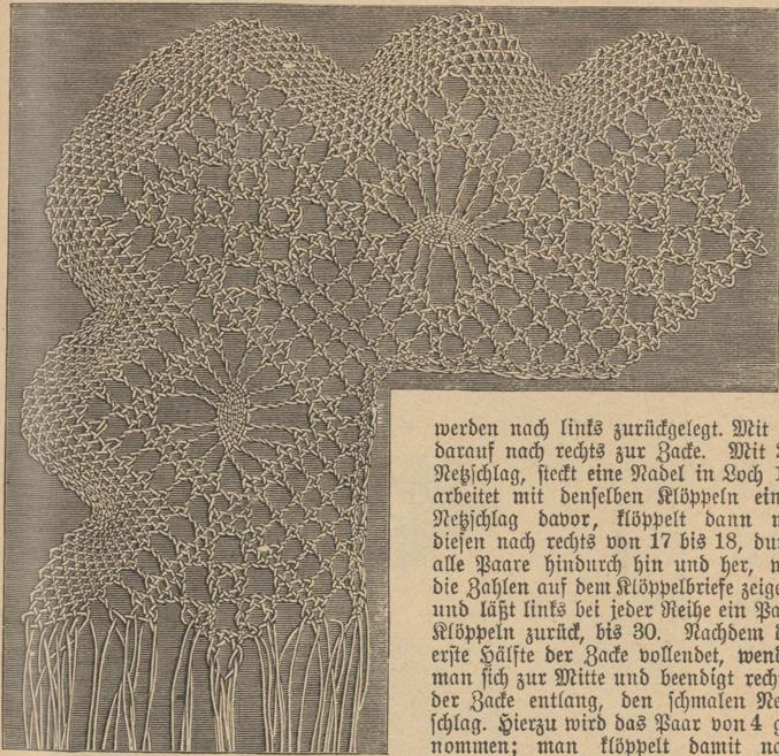 werden nach links zurückgelegt. Mit
darauf nach rechts zur Zacke. Mit
Netzschlag, steckt eine Nadel in Loch
arbeitet mit denselben Klöppeln ein
Netzschlag davor, klöppelt dann
diesen nach rechts von 17 bis 18, du
alle Paare hindurch hin und her,
die Zahlen auf dem Klöppelbriefe zeige
und läßt links bei jeder Reihe ein Pa
Klöppeln zurück, bis 30. Nachdem
erste Hälfte der Zacke vollendet, wend
man sich zur Mitte und beendigt rech
der Zacke entlang, den schmalen Ne
schlag. Hierzu wird das Paar von 4 g
nommen; man klöppelt damit